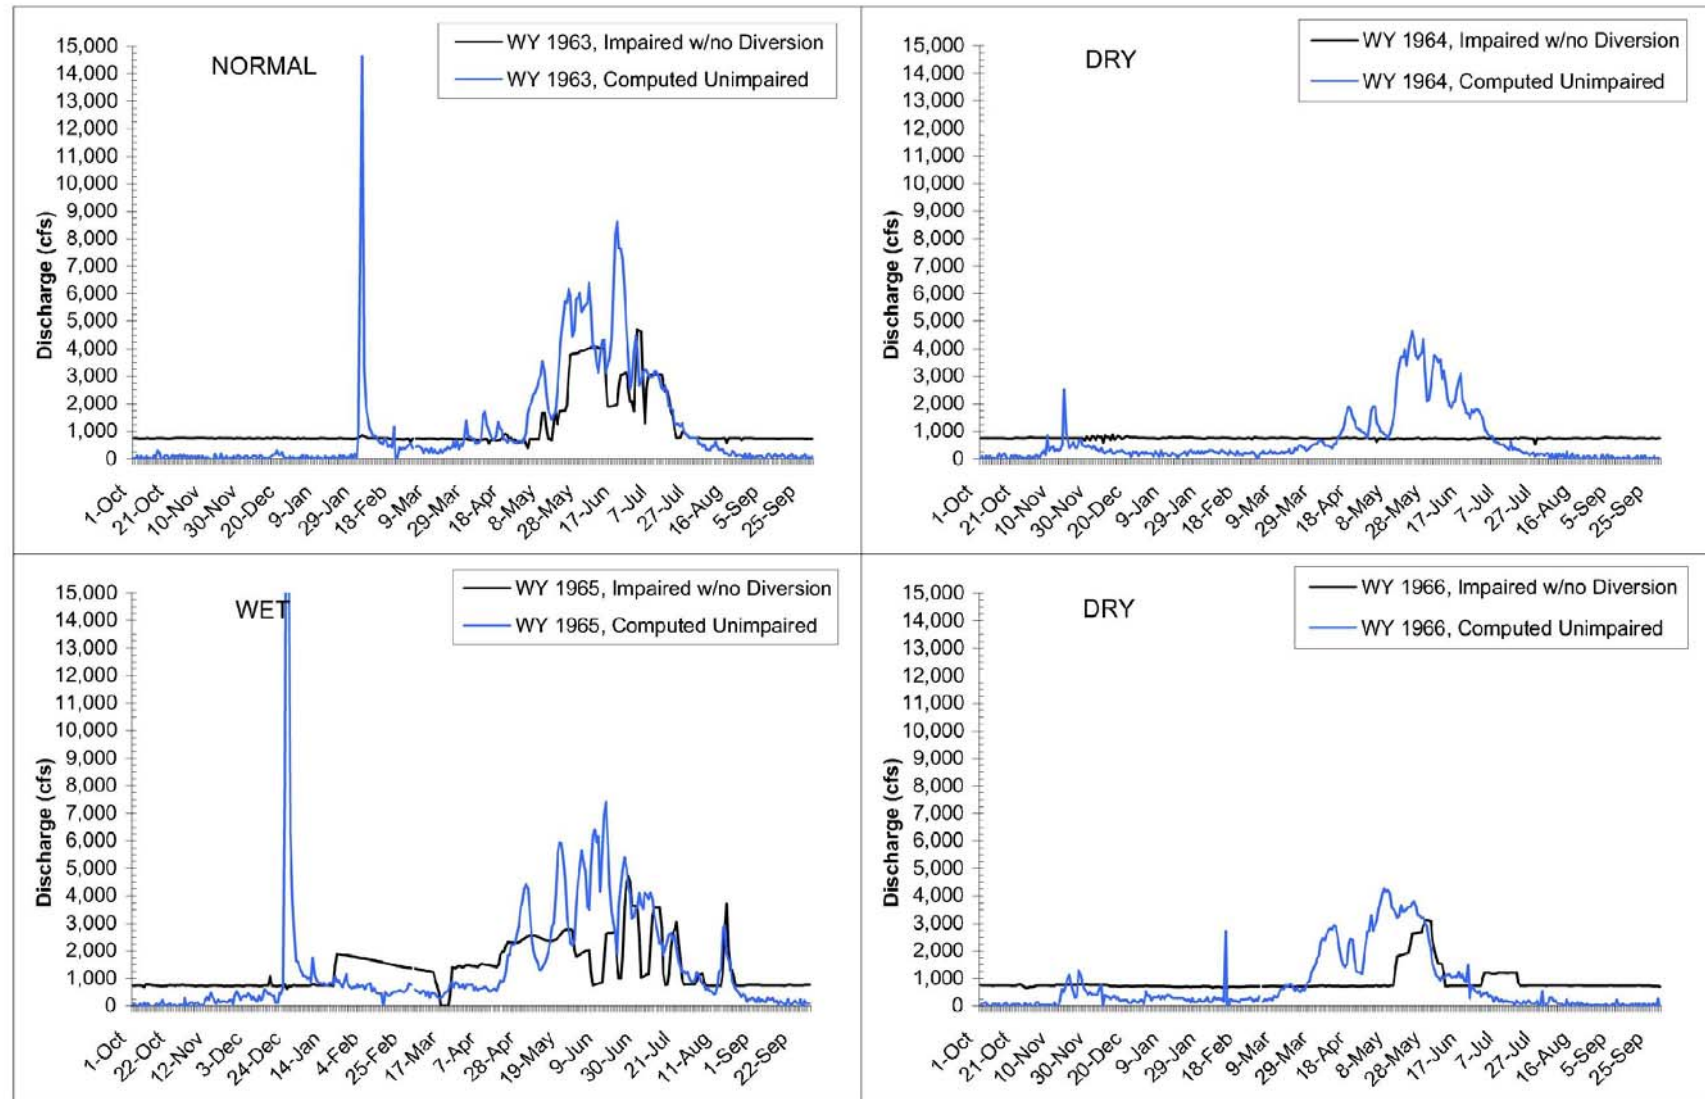 NORMAL
WY 1963, Impaired w/no Diversion
WY 1963, Computed Unimpaired
Discharge (cfs)
15,000
14,000
13,000
12,000
11,000
10,000
9,000
8,000
7,000
6,000
5,000
4,000
3,000
2,000
1,000
0
1-Oct
21-Oct
10-Nov
30-Nov
20-Dec
9-Jan
29-Jan
18-Feb
9-Mar
29-Mar
18-Apr
8-May
28-May
17-Jun
7-Jul
27-Jul
16-Aug
5-Sep
25-Sep
DRY
WY 1964, Impaired w/no Diversion
WY 1964, Computed Unimpaired
Discharge (cfs)
15,000
14,000
13,000
12,000
11,000
10,000
9,000
8,000
7,000
6,000
5,000
4,000
3,000
2,000
1,000
0
1-Oct
21-Oct
10-Nov
30-Nov
20-Dec
9-Jan
29-Jan
18-Feb
9-Mar
29-Mar
18-Apr
8-May
28-May
17-Jun
7-Jul
27-Jul
16-Aug
5-Sep
25-Sep
WET
WY 1965, Impaired w/no Diversion
WY 1965, Computed Unimpaired
Discharge (cfs)
15,000
14,000
13,000
12,000
11,000
10,000
9,000
8,000
7,000
6,000
5,000
4,000
3,000
2,000
1,000
0
1-Oct
22-Oct
12-Nov
3-Dec
24-Dec
14-Jan
4-Feb
25-Feb
17-Mar
7-Apr
28-Apr
19-May
9-Jun
30-Jun
21-Jul
11-Aug
1-Sep
22-Sep
DRY
WY 1966, Impaired w/no Diversion
WY 1966, Computed Unimpaired
Discharge (cfs)
15,000
14,000
13,000
12,000
11,000
10,000
9,000
8,000
7,000
6,000
5,000
4,000
3,000
2,000
1,000
0
1-Oct
21-Oct
10-Nov
30-Nov
20-Dec
9-Jan
29-Jan
18-Feb
9-Mar
29-Mar
18-Apr
8-May
28-May
17-Jun
7-Jul
27-Jul
16-Aug
5-Sep
25-Sep